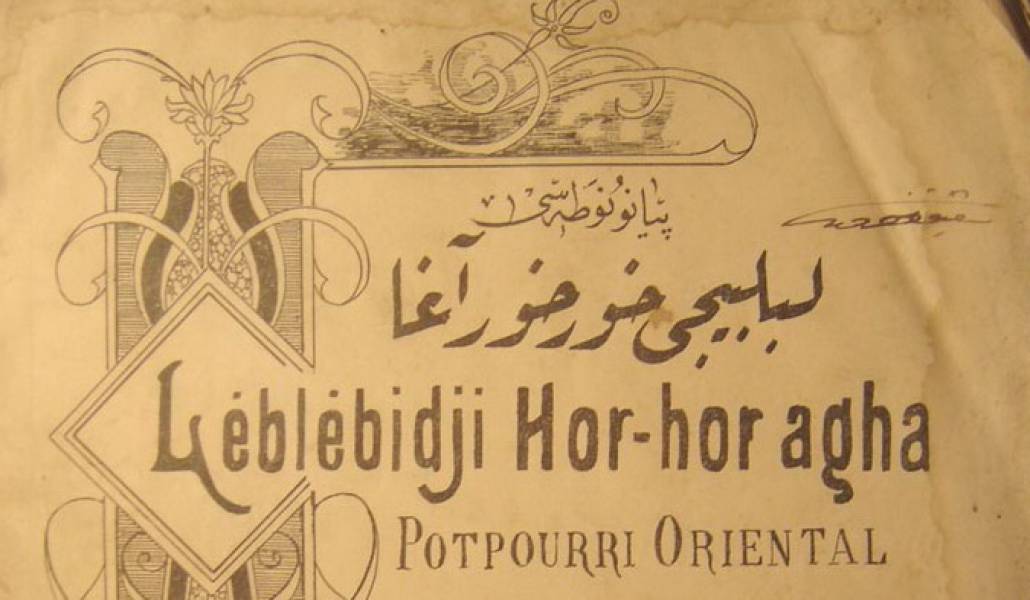 پیانو نوطه سی
لبلبیجی خورخور آغا
Léblébidji Hor-hor agha
POTPOURRI ORIENTAL